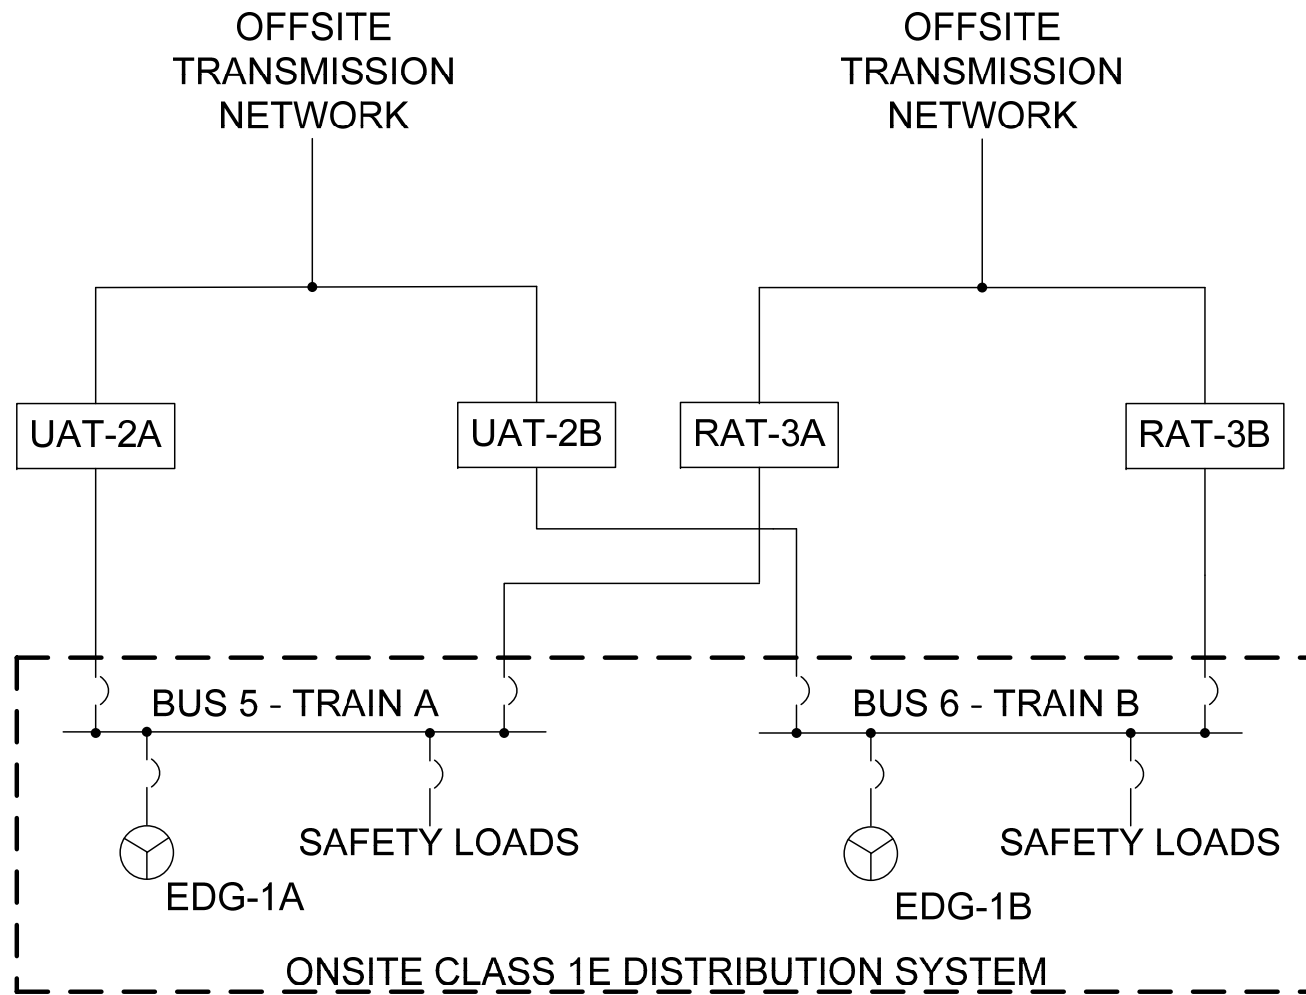 OFFSITE
TRANSMISSION
NETWORK
OFFSITE
TRANSMISSION
NETWORK
UAT-2A
UAT-2B
RAT-3A
RAT-3B
BUS 5 - TRAIN A
BUS 6 - TRAIN B
SAFETY LOADS
SAFETY LOADS
EDG-1A
EDG-1B
ONSITE CLASS 1E DISTRIBUTION SYSTEM